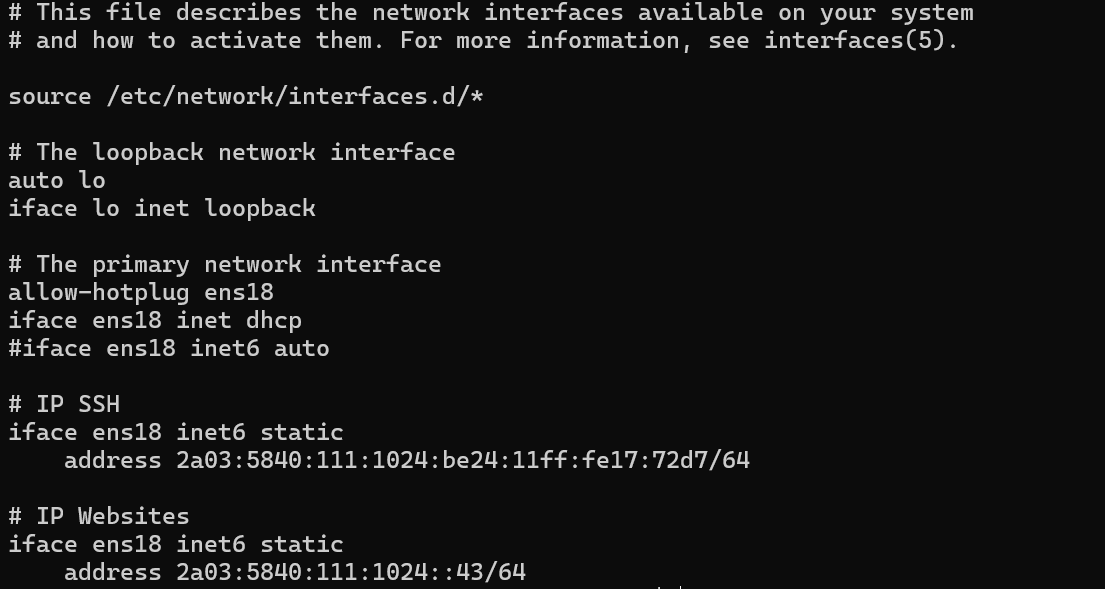 # This file describes the network interfaces available on your system
# and how to activate them. For more information, see interfaces(5).
source /etc/network/interfaces.d/*
# The loopback network interface
auto lo
iface lo inet loopback
# The primary network interface
allow-hotplug ens18
iface ens18 inet dhcp
#iface ens18 inet6 auto
# IP SSH
iface ens18 inet6 static
    address 2a03:5840:111:1024:be24:11ff:fe17:72d7/64
# IP Websites
iface ens18 inet6 static
    address 2a03:5840:111:1024::43/64